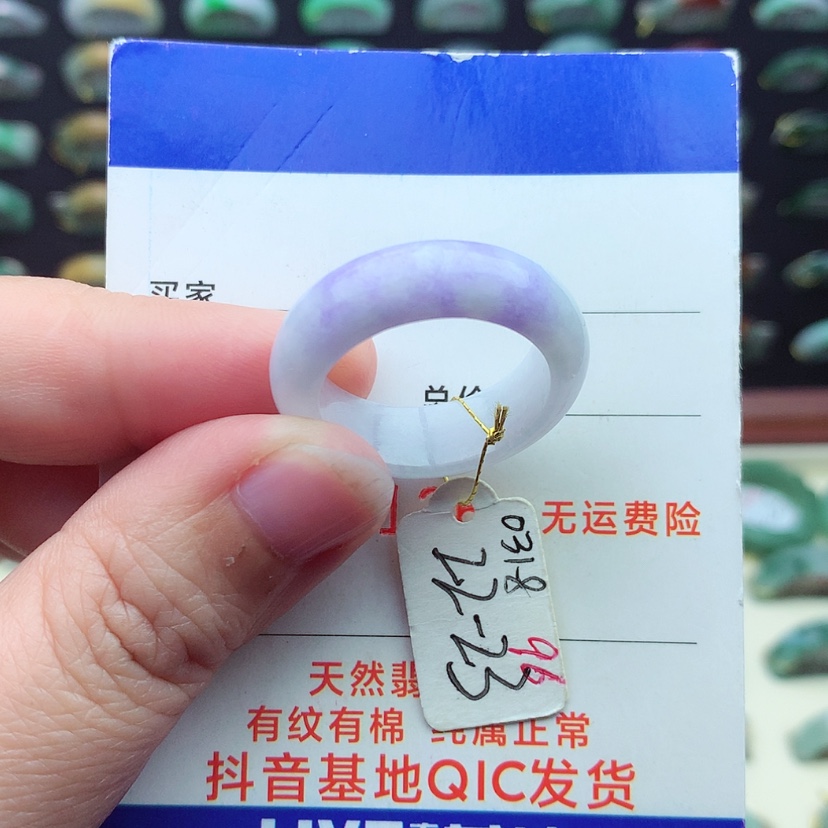 买家
总价
无运费险
0318
22-23
96
天然翡
有纹有棉 纯属正常
抖音基地QIC发货